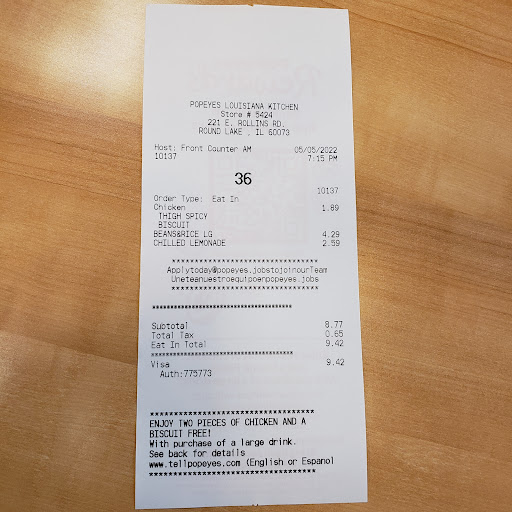 POPEYES LOUISIANA KITCHEN
Store # 5424
221 E. ROLLINS RD.
ROUND LAKE , IL 60073
Host: Front Counter AM 05/05/2022
10137 7:15 PM
36
10137
Order Type: Eat In
Chicken 1.89
THIGH SPICY
BISCUIT
BEANS&RICE LG 4.29
CHILLED LEMONADE 2.59
********************************
Applytoday@popeyes.jobstojoinourTeam
Uneteanuestroequipoenpopeyes.jobs
********************************
****************************************
Subtotal 8.77
Total Tax 0.65
Eat In Total 9.42
****************************************
Visa 9.42
Auth:775773
***********************************
ENJOY TWO PIECES OF CHICKEN AND A
BISCUIT FREE!
With purchase of a large drink.
See back for details
www.tellpopeyes.com (English or Espanol
***********************************